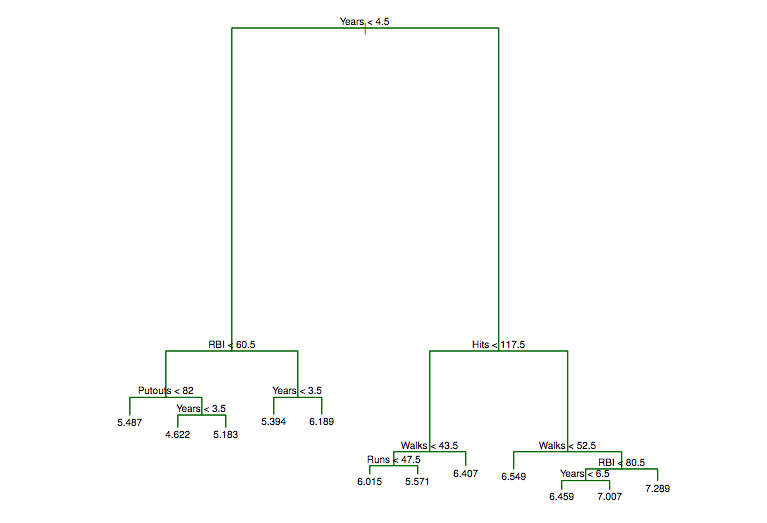 Years < 4.5
RBI < 60.5
Hits < 117.5
Putouts < 82
Years < 3.5
Years < 3.5
5.487
4.622
5.183
5.394
6.189
Walks < 43.5
Walks < 52.5
Runs < 47.5
6.407
6.015
5.571
6.549
RBI < 80.5
Years < 6.5
7.289
6.459
7.007